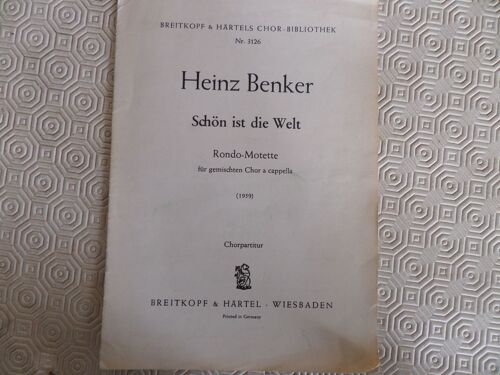 BREITKOPF & HÄRTELS CHOR-BIBLIOTHEK
Nr. 3126
Heinz Benker
Schön ist die Welt
Rondo-Motette
für gemischten Chor a cappella
(1959)
Chorpartitur
BREITKOPF & HÄRTEL · WIESBADEN
Printed in Germany